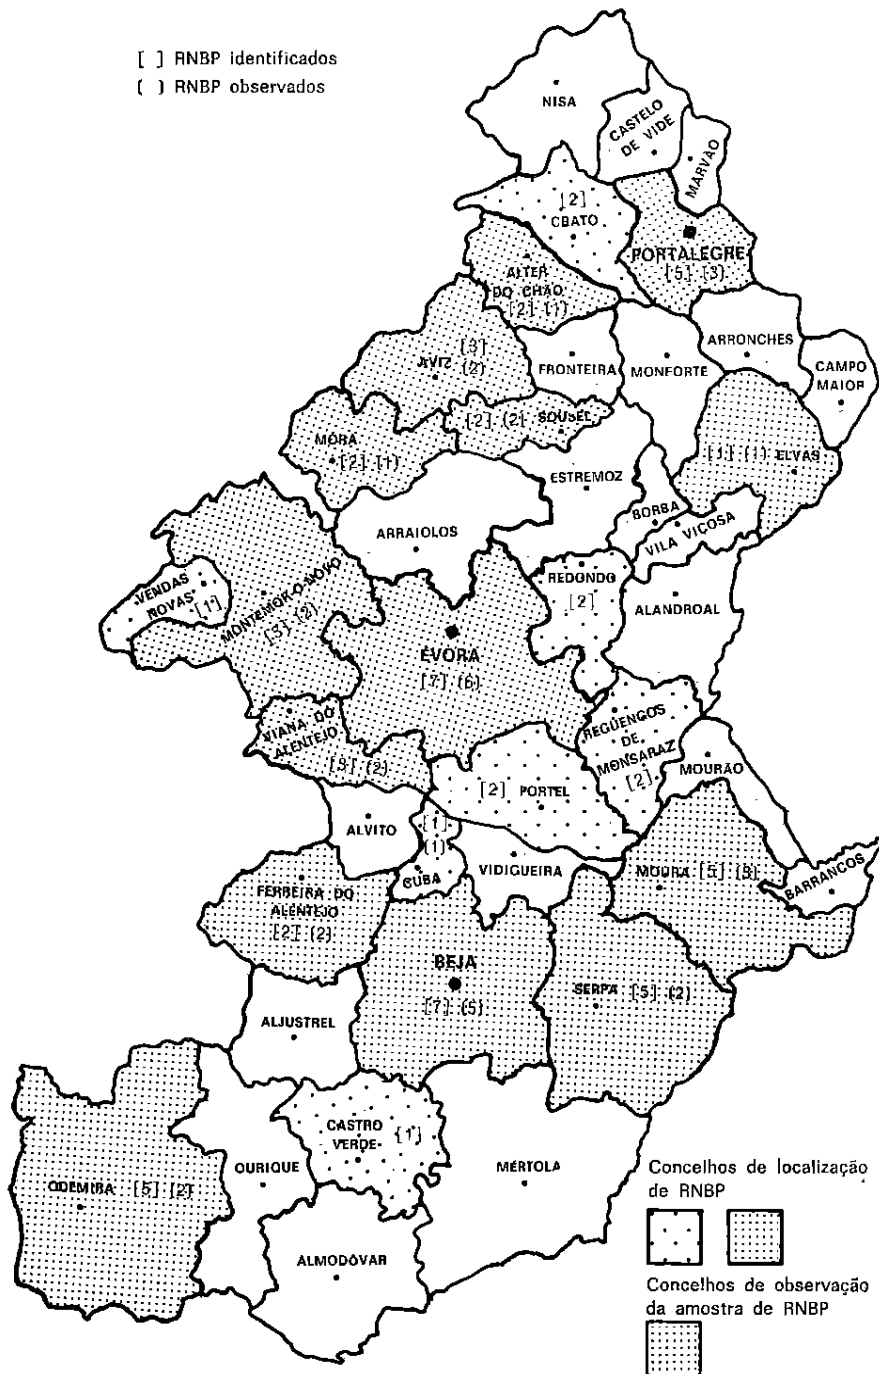 [ ] RNBP identificados
( ) RNBP observados
NISA
CASTELO
DE VIDE
MARVÃO
[2]
CBATO
PORTALEGRE
[5] (3)
ALTER
DO CHÃO
[2] (1)
ARRONCHES
AVIZ [3]
(2)
FRONTEIRA
MONFORTE
CAMPO
MAIOR
[2] (2) SOUSEL
MORA
[2] (1)
[1] (1) ELVAS
ESTREMOZ
BORBA
VILA VIÇOSA
ARRAIOLOS
VENDAS
NOVAS [1]
MONTEMOR-O-NOVO
[3] (2)
REDONDO
[2]
ALANDROAL
ÉVORA
[7] (6)
VIANA DO
ALENTEJO
[3] (2)
REGUENGOS
DE
MONSARAZ
[2]
MOURÃO
[2] PORTEL
ALVITO
[1]
(1)
CUBA
VIDIGUEIRA
MOURA [5] (3)
BARRANCOS
FERREIRA DO
ALENTEJO
[2] (2)
BEJA
[7] (5)
SERPA [5] (2)
ALJUSTREL
CASTRO
VERDE [1]
OURIQUE
MÉRTOLA
ODEMIRA [5] (2)
ALMODÔVAR
Concelhos de localização
de RNBP
Concelhos de observação
da amostra de RNBP